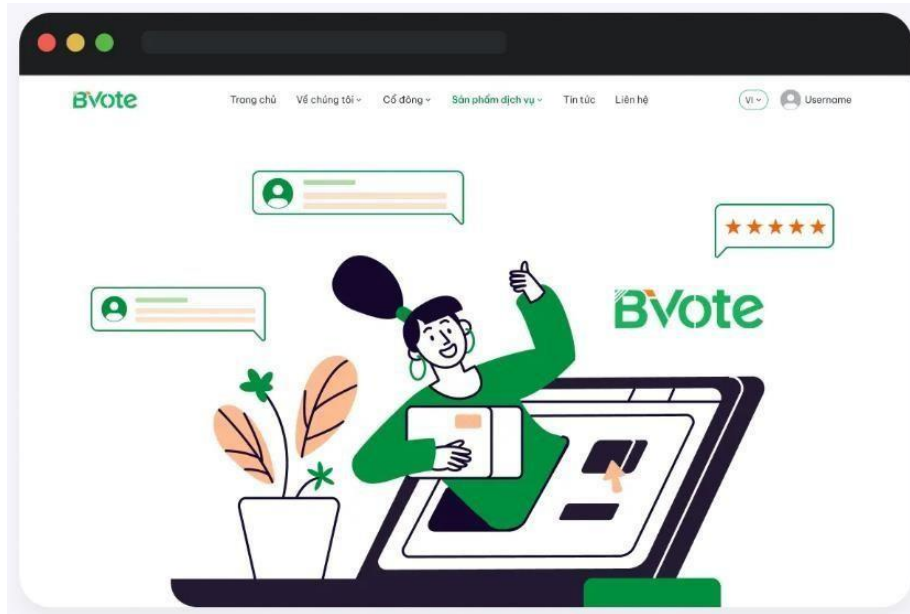 BVote
Trang chủ Về chúng tôi Cổ đông Sản phẩm dịch vụ Tin tức Liên hệ VI Username
BVote